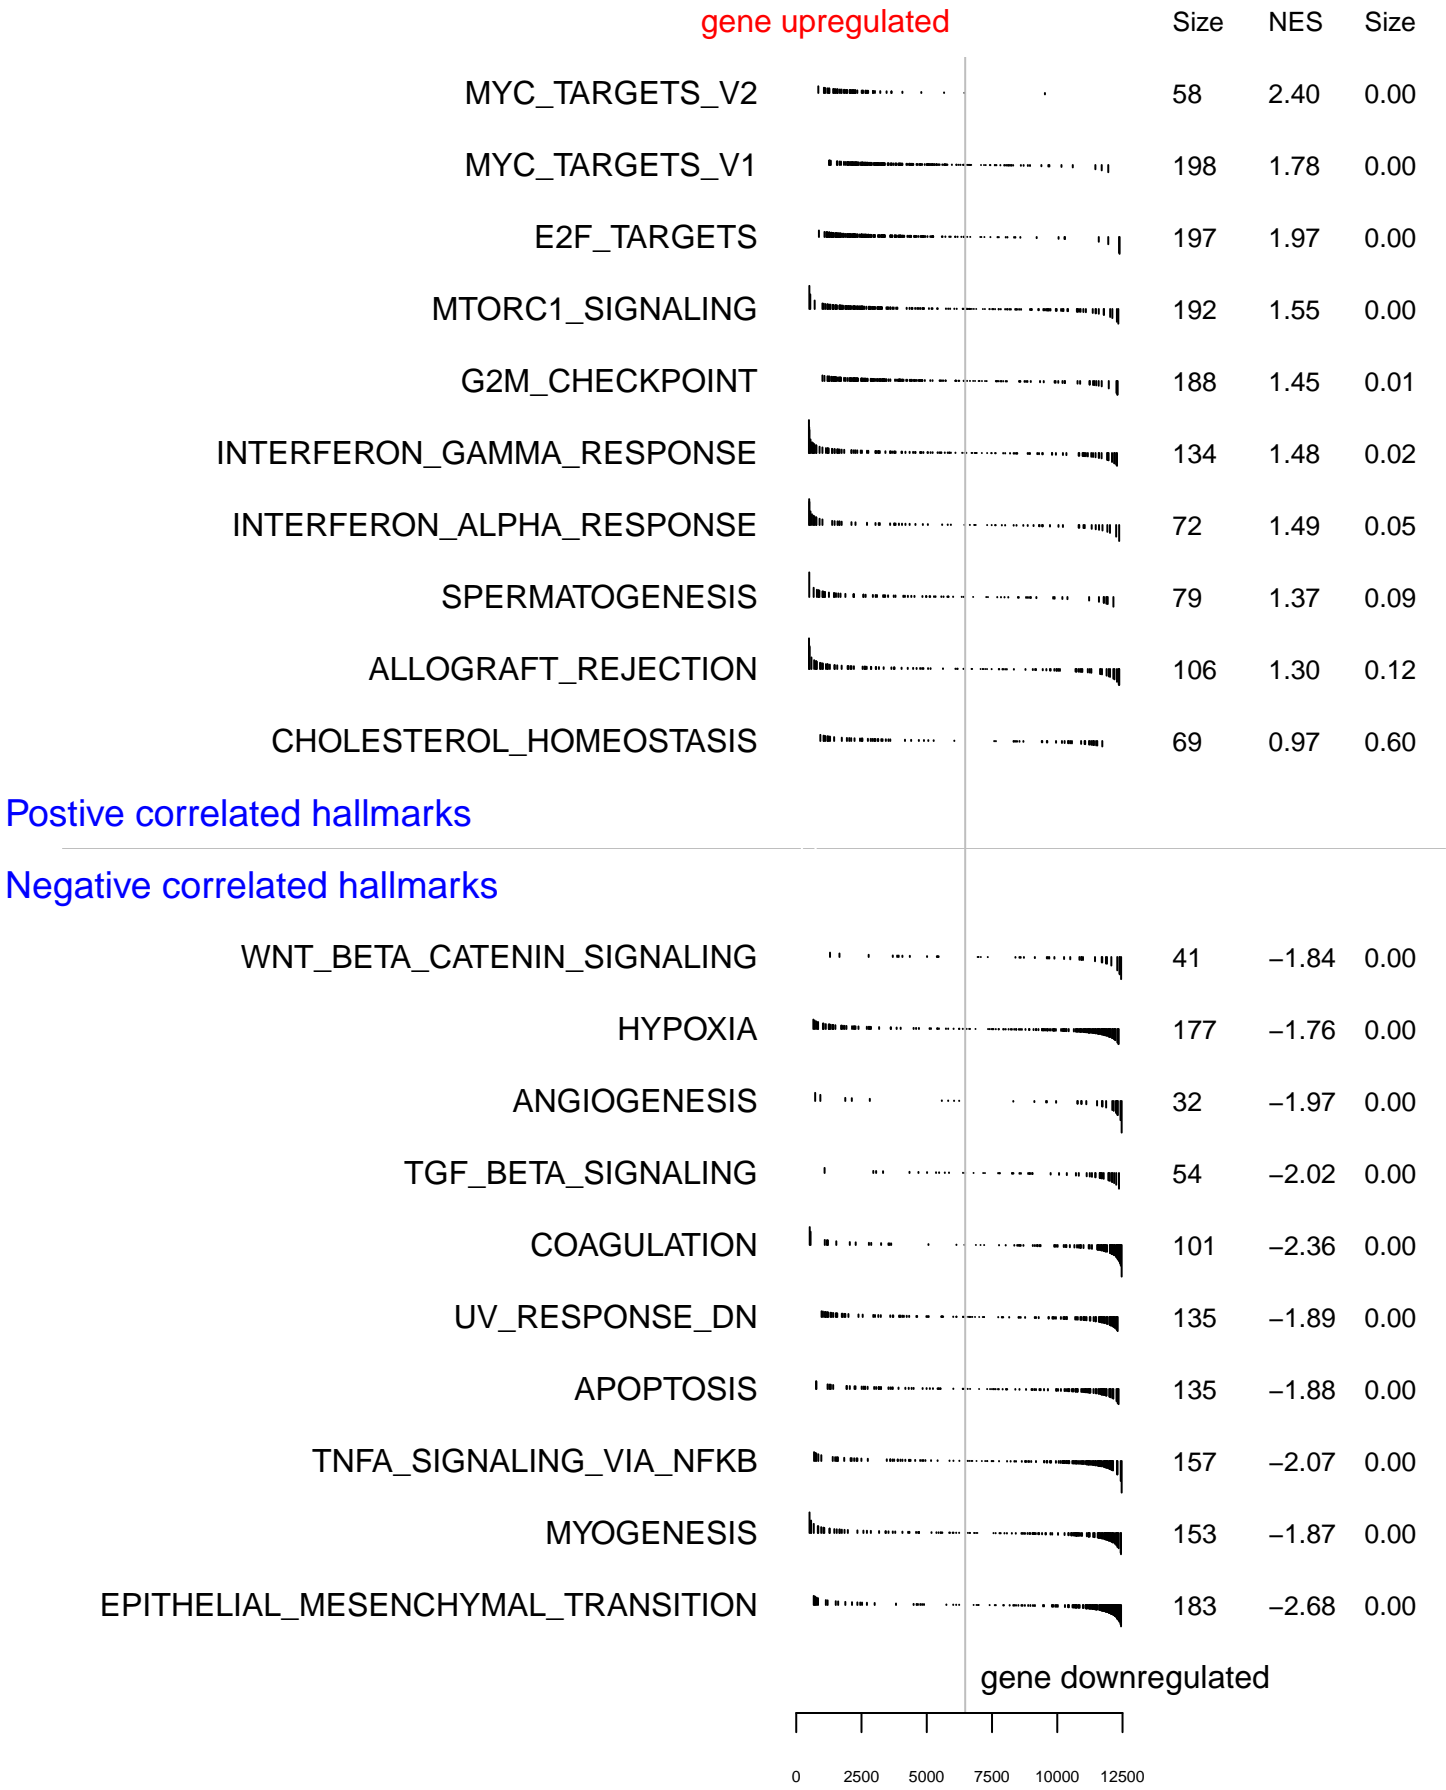 gene upregulated Size NES Size
MYC_TARGETS_V2 58 2.40 0.00
MYC_TARGETS_V1 198 1.78 0.00
E2F_TARGETS 197 1.97 0.00
MTORC1_SIGNALING 192 1.55 0.00
G2M_CHECKPOINT 188 1.45 0.01
INTERFERON_GAMMA_RESPONSE 134 1.48 0.02
INTERFERON_ALPHA_RESPONSE 72 1.49 0.05
SPERMATOGENESIS 79 1.37 0.09
ALLOGRAFT_REJECTION 106 1.30 0.12
CHOLESTEROL_HOMEOSTASIS 69 0.97 0.60
Postive correlated hallmarks
Negative correlated hallmarks
WNT_BETA_CATENIN_SIGNALING 41 −1.84 0.00
HYPOXIA 177 −1.76 0.00
ANGIOGENESIS 32 −1.97 0.00
TGF_BETA_SIGNALING 54 −2.02 0.00
COAGULATION 101 −2.36 0.00
UV_RESPONSE_DN 135 −1.89 0.00
APOPTOSIS 135 −1.88 0.00
TNFA_SIGNALING_VIA_NFKB 157 −2.07 0.00
MYOGENESIS 153 −1.87 0.00
EPITHELIAL_MESENCHYMAL_TRANSITION 183 −2.68 0.00
gene downregulated
0 2500 5000 7500 10000 12500